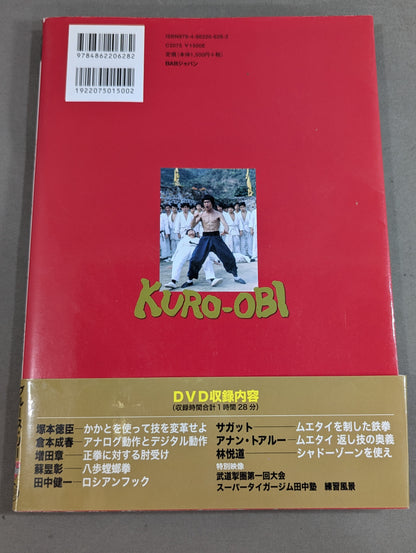 ISBN978-4-86220-628-2
C0075 ¥1500E
定価(本体1,500円+税)
BABジャパン
9784862206282
1922075015002
KURO-OBI
DVD収録内容
(収録時間合計1時間28分)
塚本徳臣―かかとを使って技を変革せよ
倉本成春―アナログ動作とデジタル動作
増田章―正拳に対する肘受け
蘇昱彰―八歩螳螂拳
田中健一―ロシアンフック
サガット―ムエタイを制した鉄拳
アナン・トアルー―ムエタイ 返し技の奥義
林悦道―シャドーゾーンを使え
特別映像
武道掣圏第一回大会
スーパータイガージム田中塾 練習風景